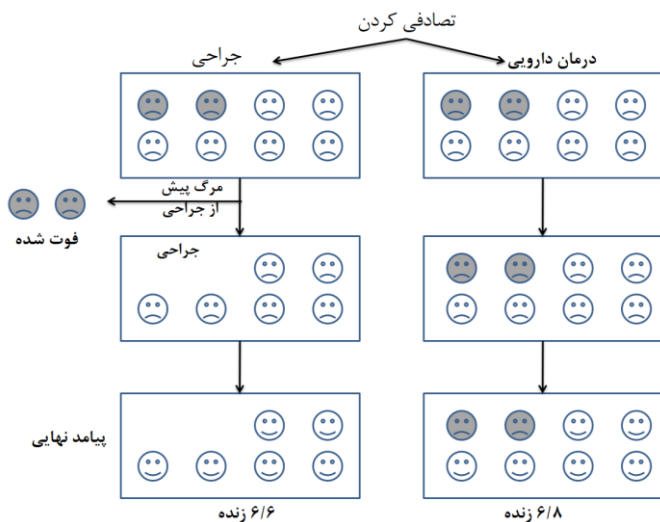 تصادفی کردن
جراحی
درمان دارویی
مرگ پیش
از جراحی
فوت شده
جراحی
پیامد نهایی
۶/۶ زنده
۶/۸ زنده